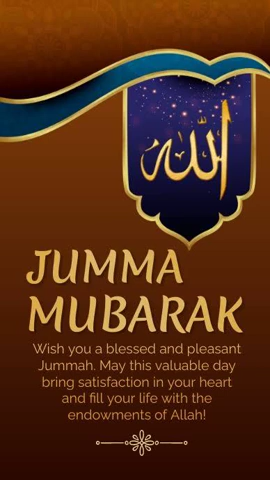 الله
JUMMA
MUBARAK
Wish you a blessed and pleasant
Jummah. May this valuable day
bring satisfaction in your heart
and fill your life with the
endowments of Allah!